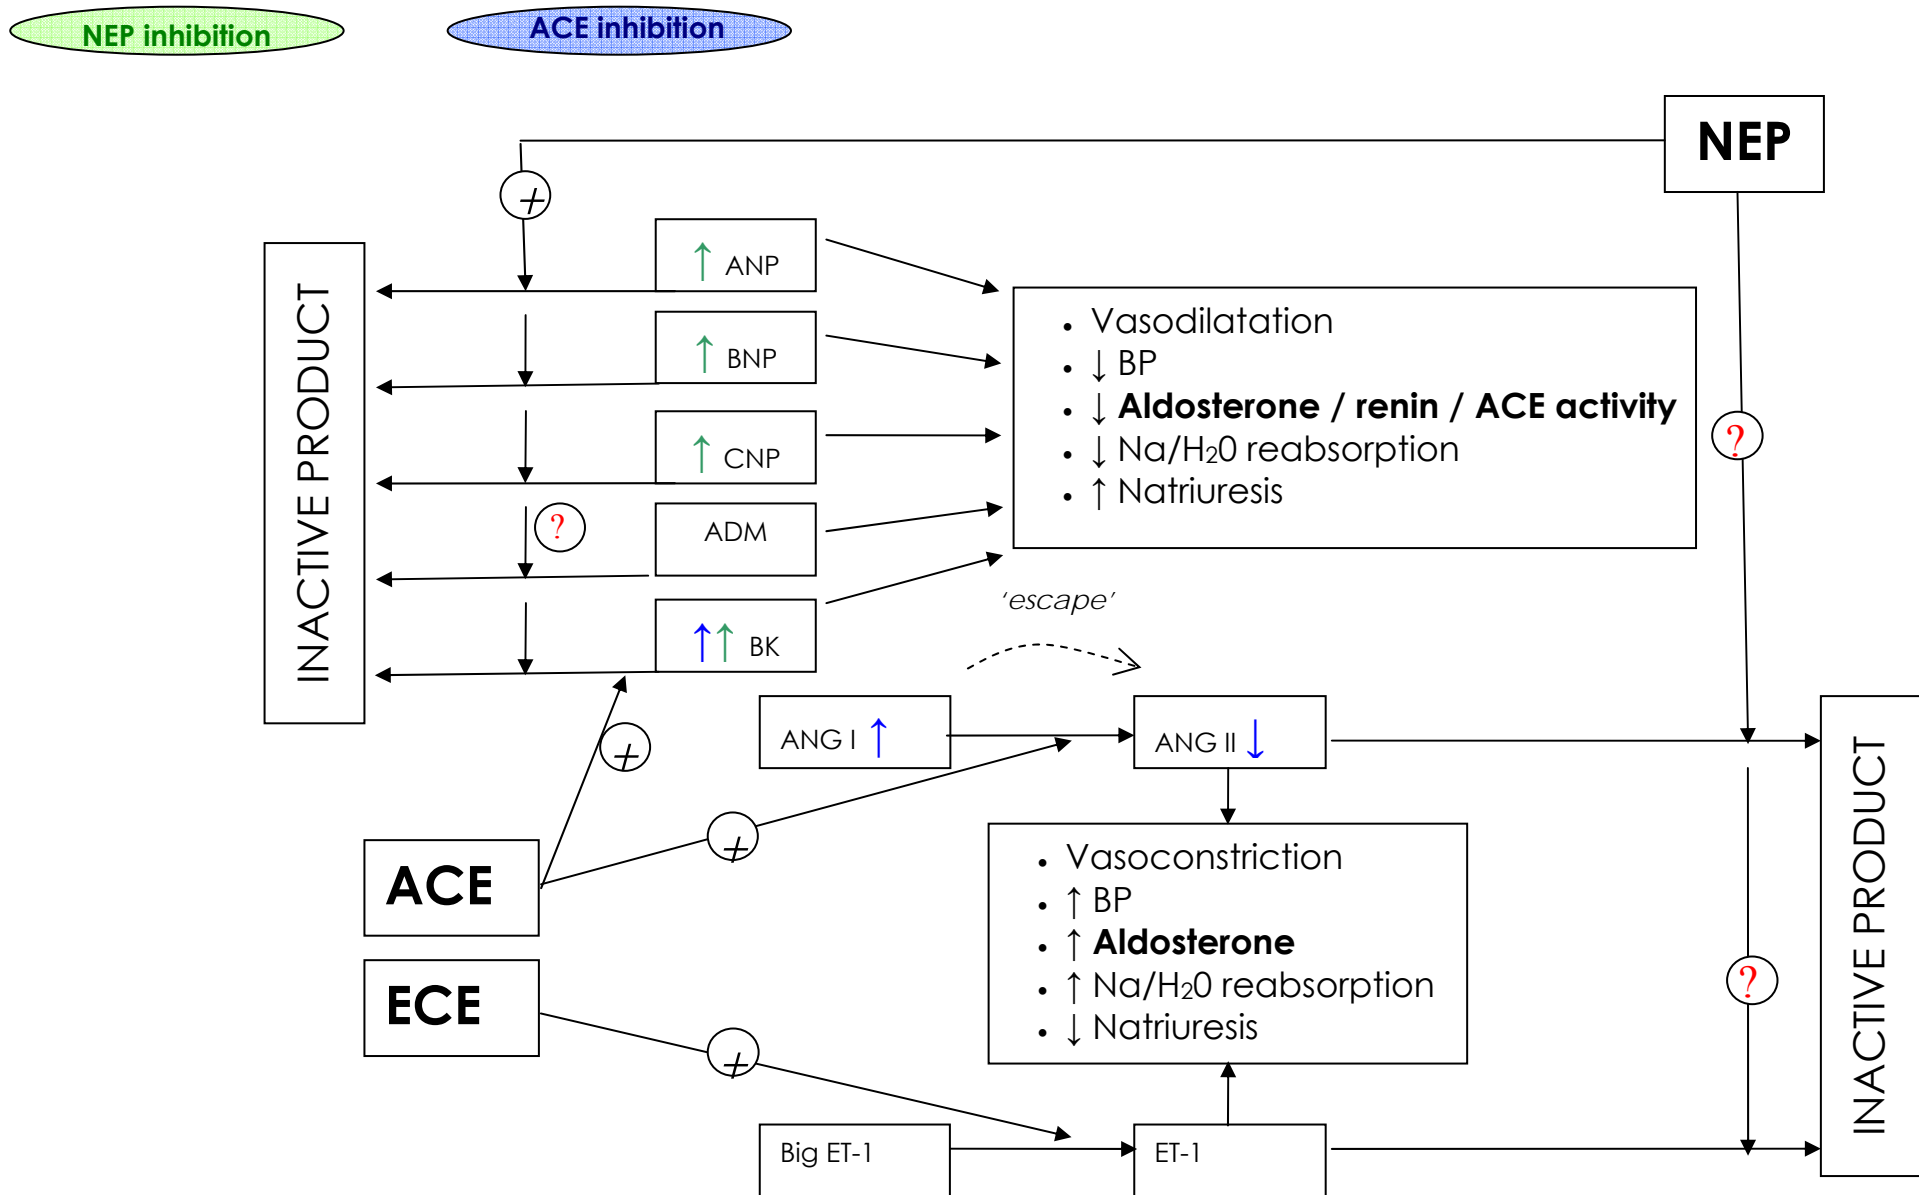 NEP inhibition
ACE inhibition
NEP
+
↑ ANP
INACTIVE PRODUCT
• Vasodilatation
↑ BNP
• ↓ BP
• ↓ Aldosterone / renin / ACE activity
?
↑ CNP
• ↓ Na/H₂0 reabsorption
• ↑ Natriuresis
?
ADM
'escape'
↑↑ BK
ANG I ↑
ANG II ↓
+
INACTIVE PRODUCT
+
• Vasoconstriction
ACE
• ↑ BP
• ↑ Aldosterone
?
ECE
• ↑ Na/H₂0 reabsorption
• ↓ Natriuresis
+
Big ET-1
ET-1